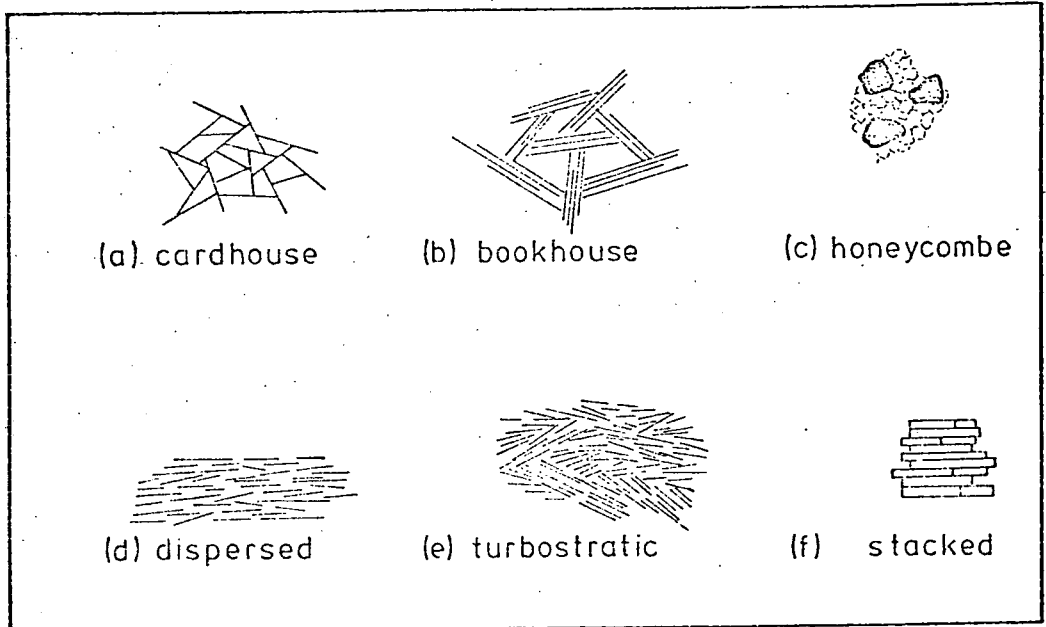 (a) cardhouse
(b) bookhouse
(c) honeycombe
(d) dispersed
(e) turbostratic
(f) stacked